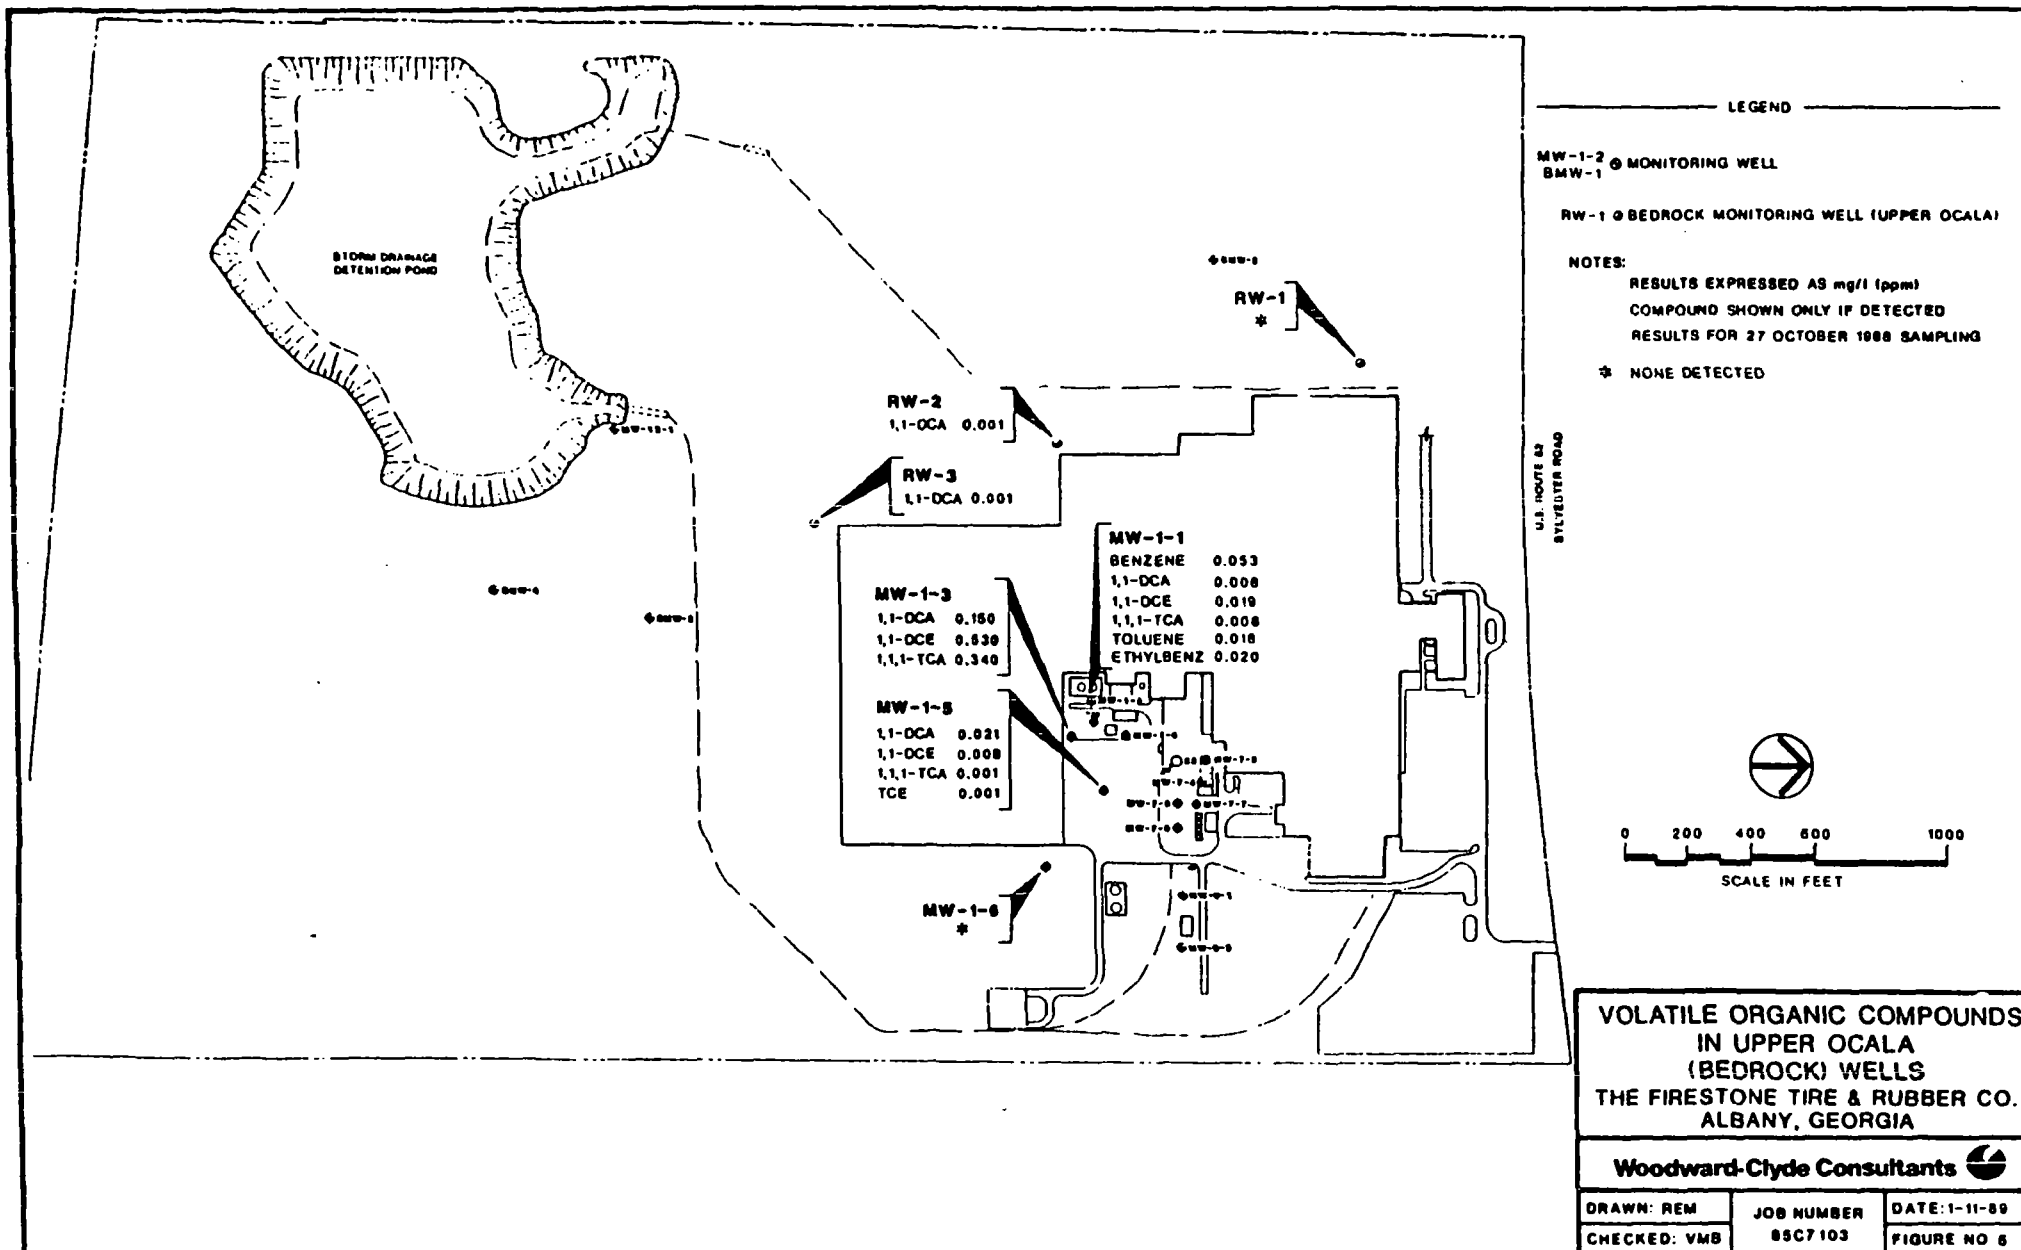 LEGEND
MW-1-2
BMW-1
MONITORING WELL
RW-1 BEDROCK MONITORING WELL (UPPER OCALA)
NOTES:
RESULTS EXPRESSED AS mg/l (ppm)
COMPOUND SHOWN ONLY IF DETECTED
RESULTS FOR 27 OCTOBER 1988 SAMPLING
* NONE DETECTED
STORM DRAINAGE
DETENTION POND
RW-1
*
RW-2
1,1-DCA 0.001
RW-3
1,1-DCA 0.001
MW-1-1
BENZENE 0.053
1,1-DCA 0.008
1,1-DCE 0.019
1,1,1-TCA 0.006
TOLUENE 0.018
ETHYLBENZ 0.020
MW-1-3
1,1-DCA 0.150
1,1-DCE 0.530
1,1,1-TCA 0.340
MW-1-5
1,1-DCA 0.021
1,1-DCE 0.008
1,1,1-TCA 0.001
TCE 0.001
MW-7-7
MW-1-6
*
U.S. ROUTE 82
SYLVESTER ROAD
0 200 400 600 1000
SCALE IN FEET
VOLATILE ORGANIC COMPOUNDS
IN UPPER OCALA
(BEDROCK) WELLS
THE FIRESTONE TIRE & RUBBER CO.
ALBANY, GEORGIA
Woodward-Clyde Consultants
DRAWN: REM
CHECKED: VMB
JOB NUMBER
85C7103
DATE: 1-11-89
FIGURE NO 6